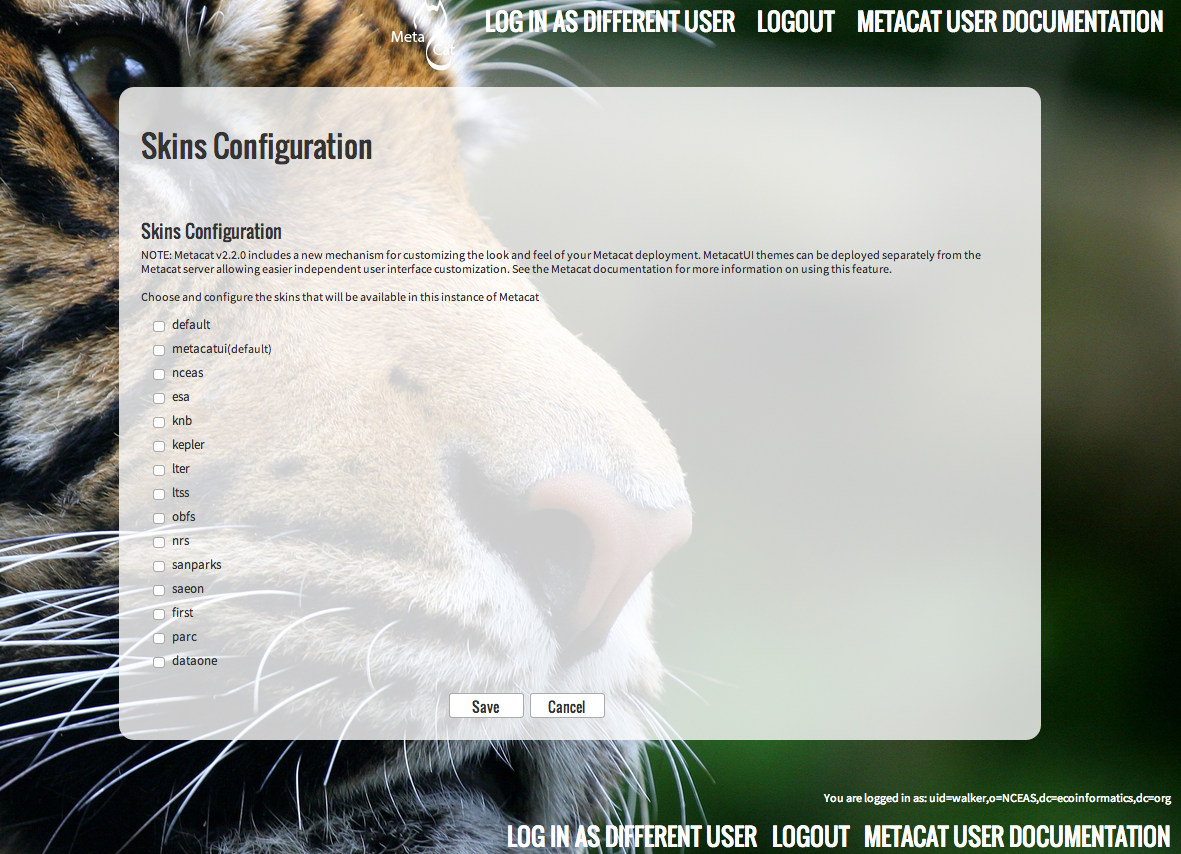 Meta
Cat
LOG IN AS DIFFERENT USER LOGOUT METACAT USER DOCUMENTATION
Skins Configuration
Skins Configuration
NOTE: Metacat v2.2.0 includes a new mechanism for customizing the look and feel of your Metacat deployment. MetacatUI themes can be deployed separately from the
Metacat server allowing easier independent user interface customization. See the Metacat documentation for more information on using this feature.
Choose and configure the skins that will be available in this instance of Metacat
default
metacatui(default)
nceas
esa
knb
kepler
lter
ltss
obfs
nrs
sanparks
saeon
first
parc
dataone
Save Cancel
You are logged in as: uid=walker,o=NCEAS,dc=ecoinformatics,dc=org
LOG IN AS DIFFERENT USER LOGOUT METACAT USER DOCUMENTATION